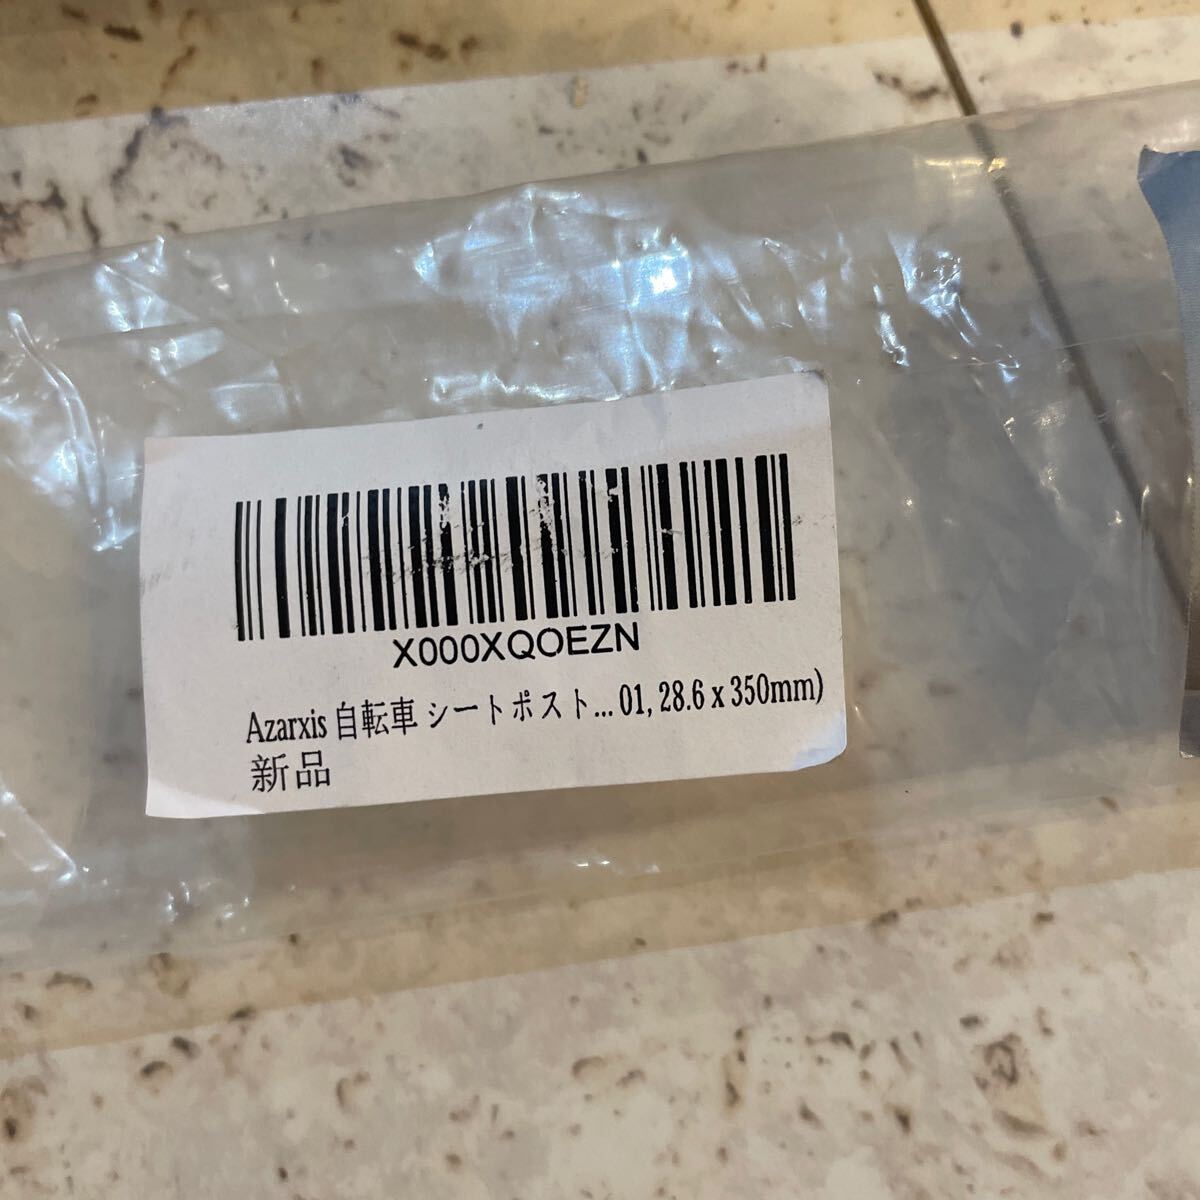 X000XQOEZN
Azarxis 自転車 シートポスト... 01, 28.6 x 350mm)
新品